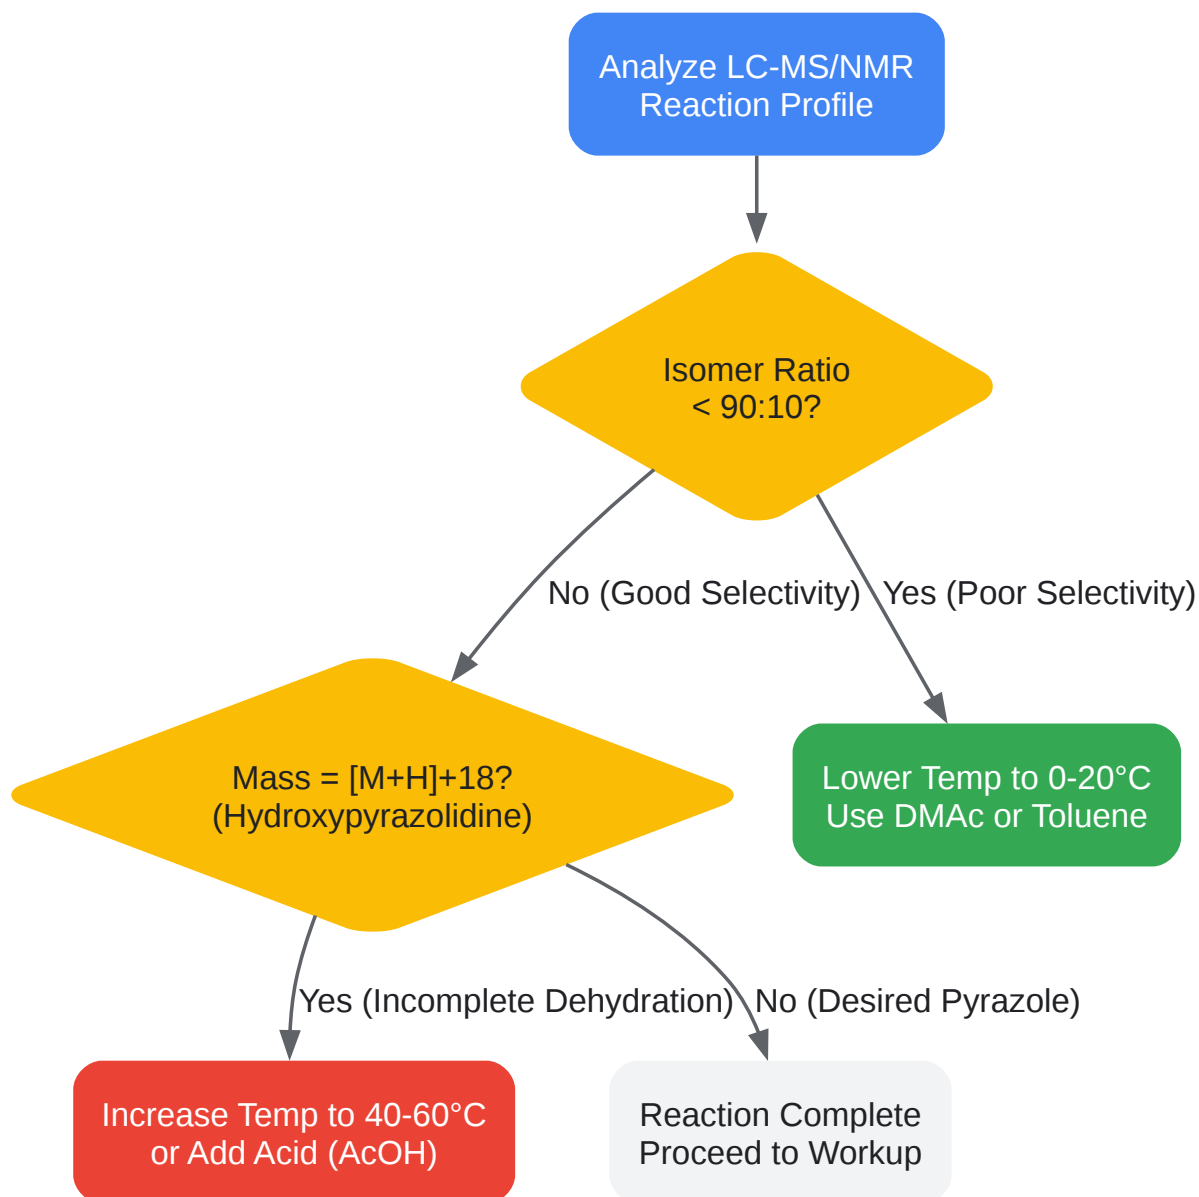 Analyze LC-MS/NMR
Reaction Profile
Isomer Ratio
< 90:10?
No (Good Selectivity)
Yes (Poor Selectivity)
Mass = [M+H]+18?
(Hydroxypyrazolidine)
Lower Temp to 0-20°C
Use DMAc or Toluene
Yes (Incomplete Dehydration)
No (Desired Pyrazole)
Increase Temp to 40-60°C
or Add Acid (AcOH)
Reaction Complete
Proceed to Workup